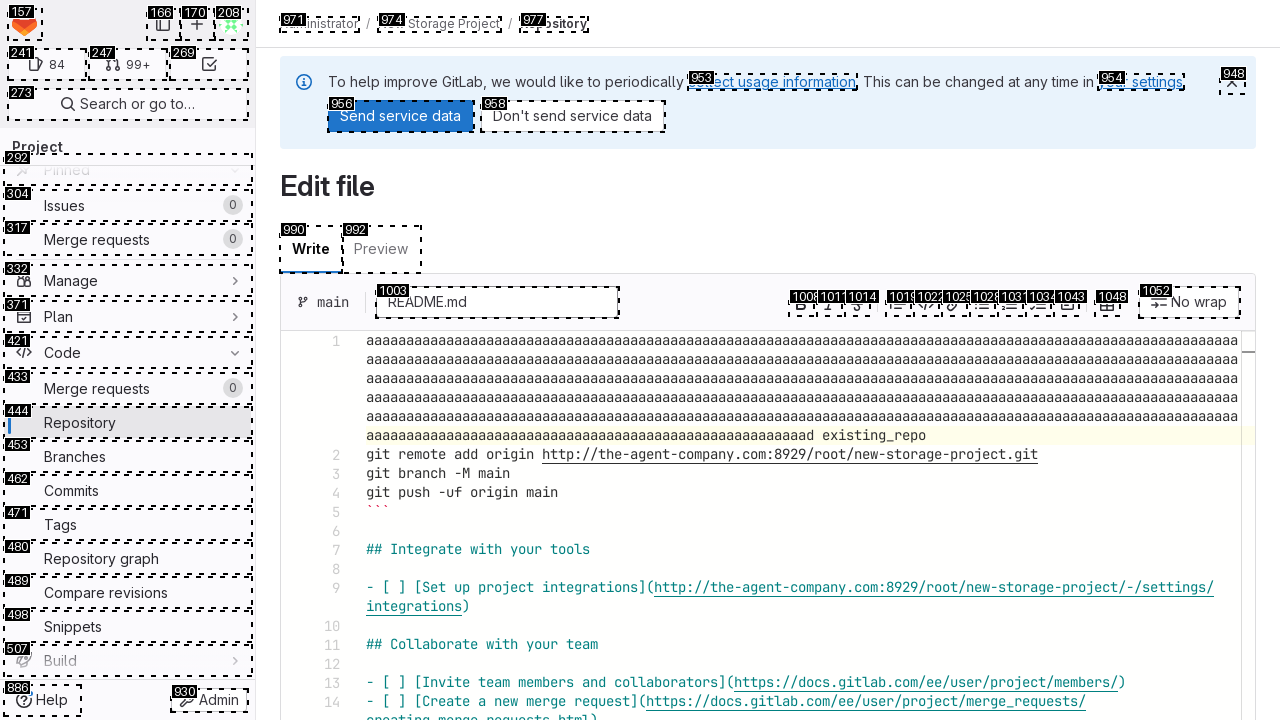 157
166
170
208
241
84
247
99+
269
273
Search or go to…
Project
292
Pinned
304
Issues
0
317
Merge requests
0
332
Manage
371
Plan
421
Code
433
Merge requests
0
444
Repository
453
Branches
462
Commits
471
Tags
480
Repository graph
489
Compare revisions
498
Snippets
507
Build
886
Help
930
Admin
971
Administrator
/
974
Storage Project
/
977
Repository
To help improve GitLab, we would like to periodically 953 collect usage information. This can be changed at any time in 954 your settings.
948
956
Send service data
958
Don't send service data
Edit file
990
Write
992
Preview
main
1003
README.md
1008
1011
1014
1019
1022
1025
1028
1031
1034
1043
1048
1052
No wrap
1
d existing_repo
2 git remote add origin http://the-agent-company.com:8929/root/new-storage-project.git
3 git branch -M main
4 git push -uf origin main
5 ```
6
7 ## Integrate with your tools
8
9 - [ ] [Set up project integrations](http://the-agent-company.com:8929/root/new-storage-project/-/settings/
integrations)
10
11 ## Collaborate with your team
12
13 - [ ] [Invite team members and collaborators](https://docs.gitlab.com/ee/user/project/members/)
14 - [ ] [Create a new merge request](https://docs.gitlab.com/ee/user/project/merge_requests/
creating_merge_requests.html)